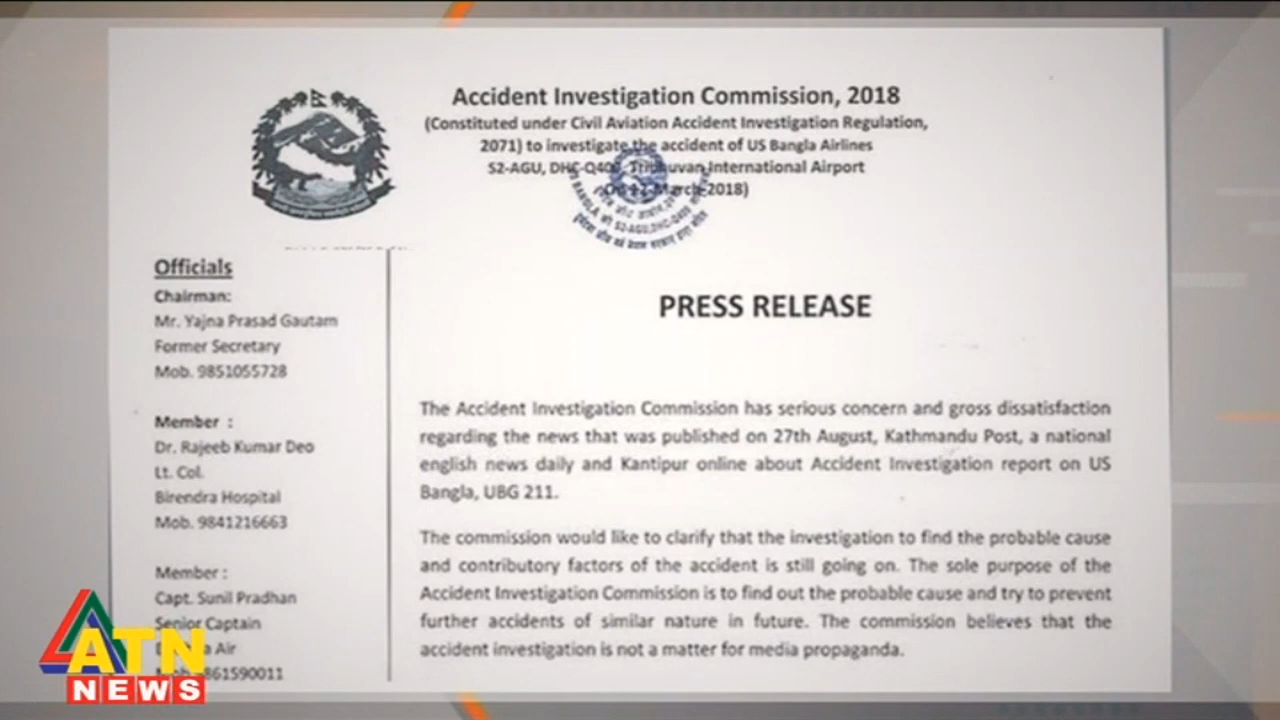 Accident Investigation Commission, 2018
(Constituted under Civil Aviation Accident Investigation Regulation,
2071) to investigate the accident of US Bangla Airlines
S2-AGU, DHC-Q400, Tribhuvan International Airport
On 12 March 2018)
Officials
Chairman:
Mr. Yajna Prasad Gautam
Former Secretary
Mob. 9851055728
Member :
Dr. Rajeeb Kumar Deo
Lt. Col.
Birendra Hospital
Mob. 9841216663
Member :
Capt. Sunil Pradhan
Senior Captain
Air
861590011
PRESS RELEASE
The Accident Investigation Commission has serious concern and gross dissatisfaction
regarding the news that was published on 27th August, Kathmandu Post, a national
english news daily and Kantipur online about Accident Investigation report on US
Bangla, UBG 211.
The commission would like to clarify that the investigation to find the probable cause
and contributory factors of the accident is still going on. The sole purpose of the
Accident Investigation Commission is to find out the probable cause and try to prevent
further accidents of similar nature in future. The commission believes that the
accident investigation is not a matter for media propaganda.
ATN
NEWS